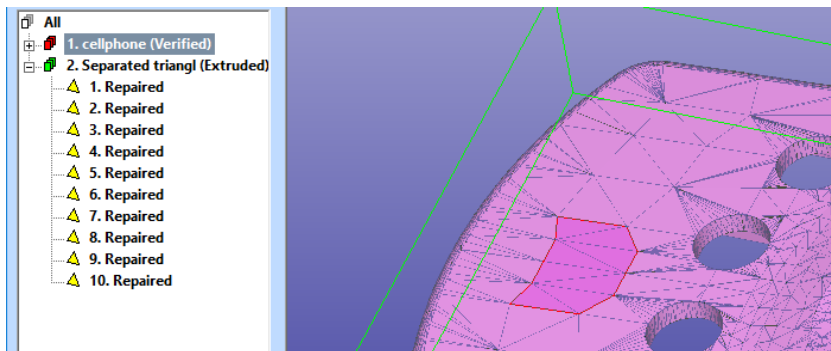 All
1. cellphone (Verified)
2. Separated triangl (Extruded)
1. Repaired
2. Repaired
3. Repaired
4. Repaired
5. Repaired
6. Repaired
7. Repaired
8. Repaired
9. Repaired
10. Repaired